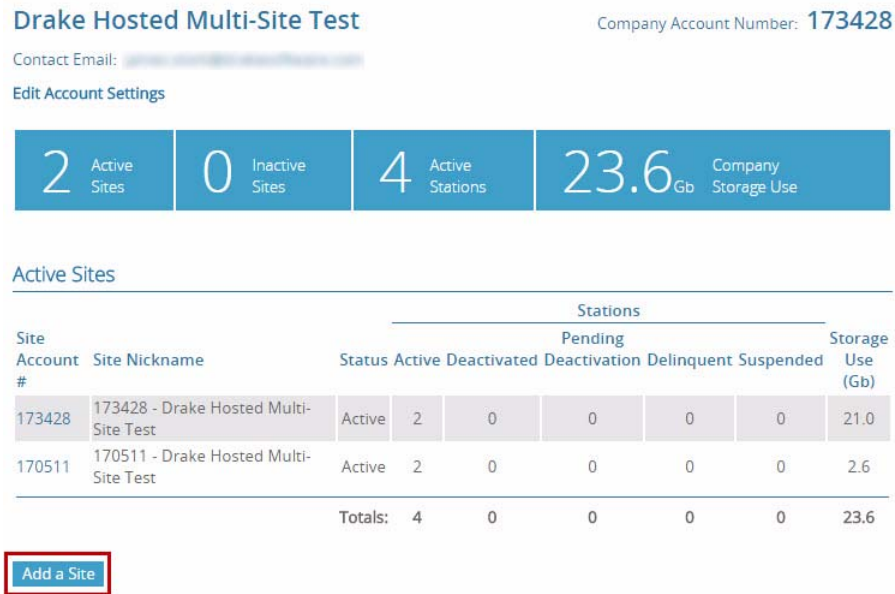 Drake Hosted Multi-Site Test
Company Account Number: 173428
Contact Email:
Edit Account Settings
2 Active Sites
0 Inactive Sites
4 Active Stations
23.6 Gb Company Storage Use
Active Sites
Stations
Site Account # Site Nickname Status Active Deactivated Pending Deactivation Delinquent Suspended Storage Use (Gb)
173428 173428 - Drake Hosted Multi-Site Test Active 2 0 0 0 0 21.0
170511 170511 - Drake Hosted Multi-Site Test Active 2 0 0 0 0 2.6
Totals: 4 0 0 0 0 23.6
Add a Site